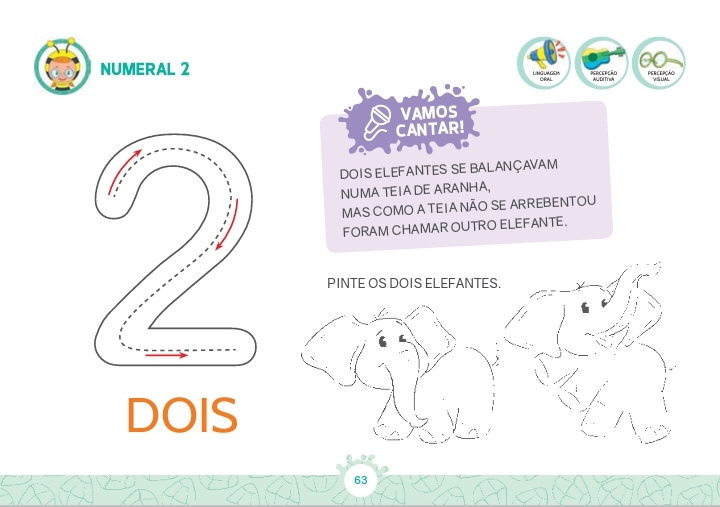 NUMERAL 2
LINGUAGEM
ORAL
PERCEPÇÃO
AUDITIVA
PERCEPÇÃO
VISUAL
2
VAMOS
CANTAR!
DOIS ELEFANTES SE BALANÇAVAM
NUMA TEIA DE ARANHA,
MAS COMO A TEIA NÃO SE ARREBENTOU
FORAM CHAMAR OUTRO ELEFANTE.
PINTE OS DOIS ELEFANTES.
DOIS
63